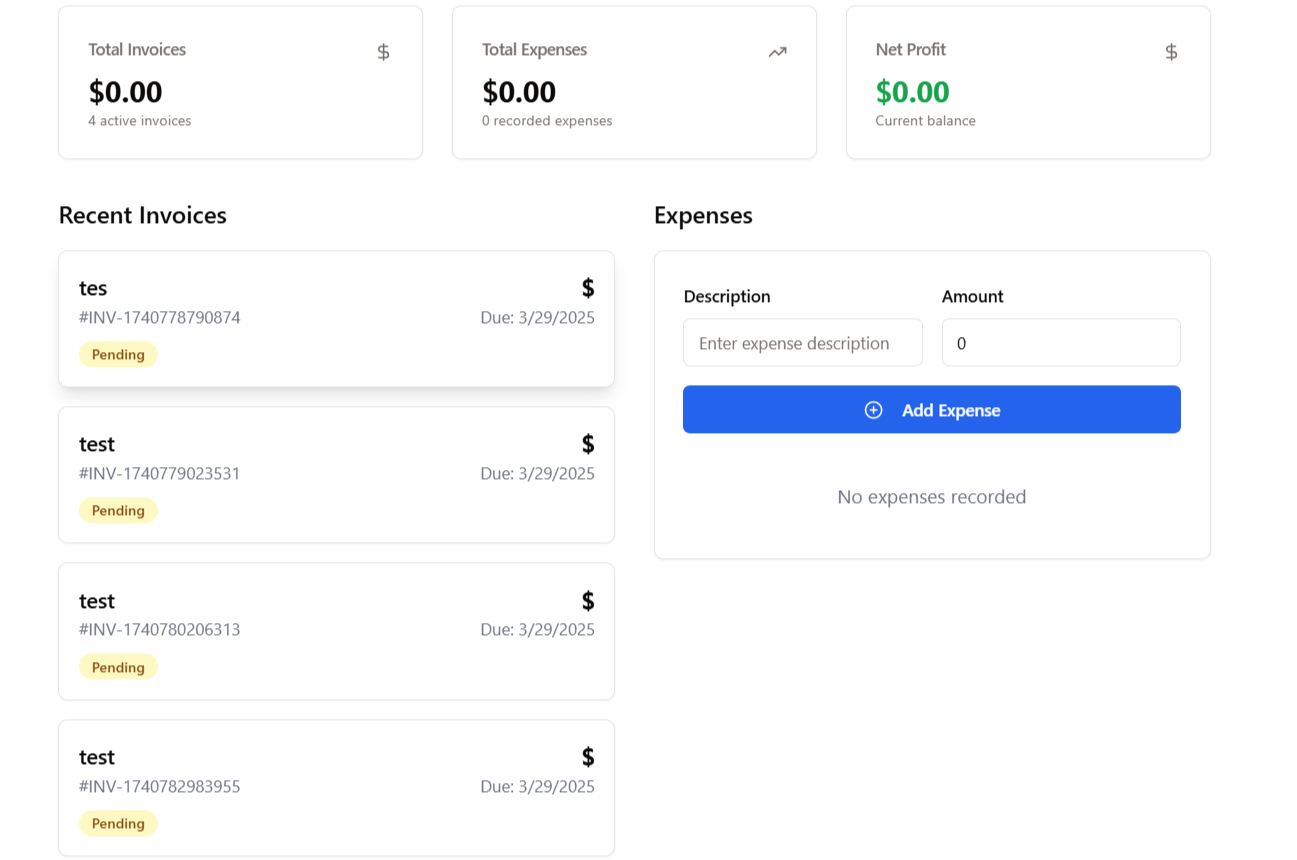 Total Invoices
$
$0.00
4 active invoices
Total Expenses
$0.00
0 recorded expenses
Net Profit
$
$0.00
Current balance
Recent Invoices
tes
$
#INV-1740778790874
Due: 3/29/2025
Pending
test
$
#INV-1740779023531
Due: 3/29/2025
Pending
test
$
#INV-1740780206313
Due: 3/29/2025
Pending
test
$
#INV-1740782983955
Due: 3/29/2025
Pending
Expenses
Description
Amount
Enter expense description
0
Add Expense
No expenses recorded